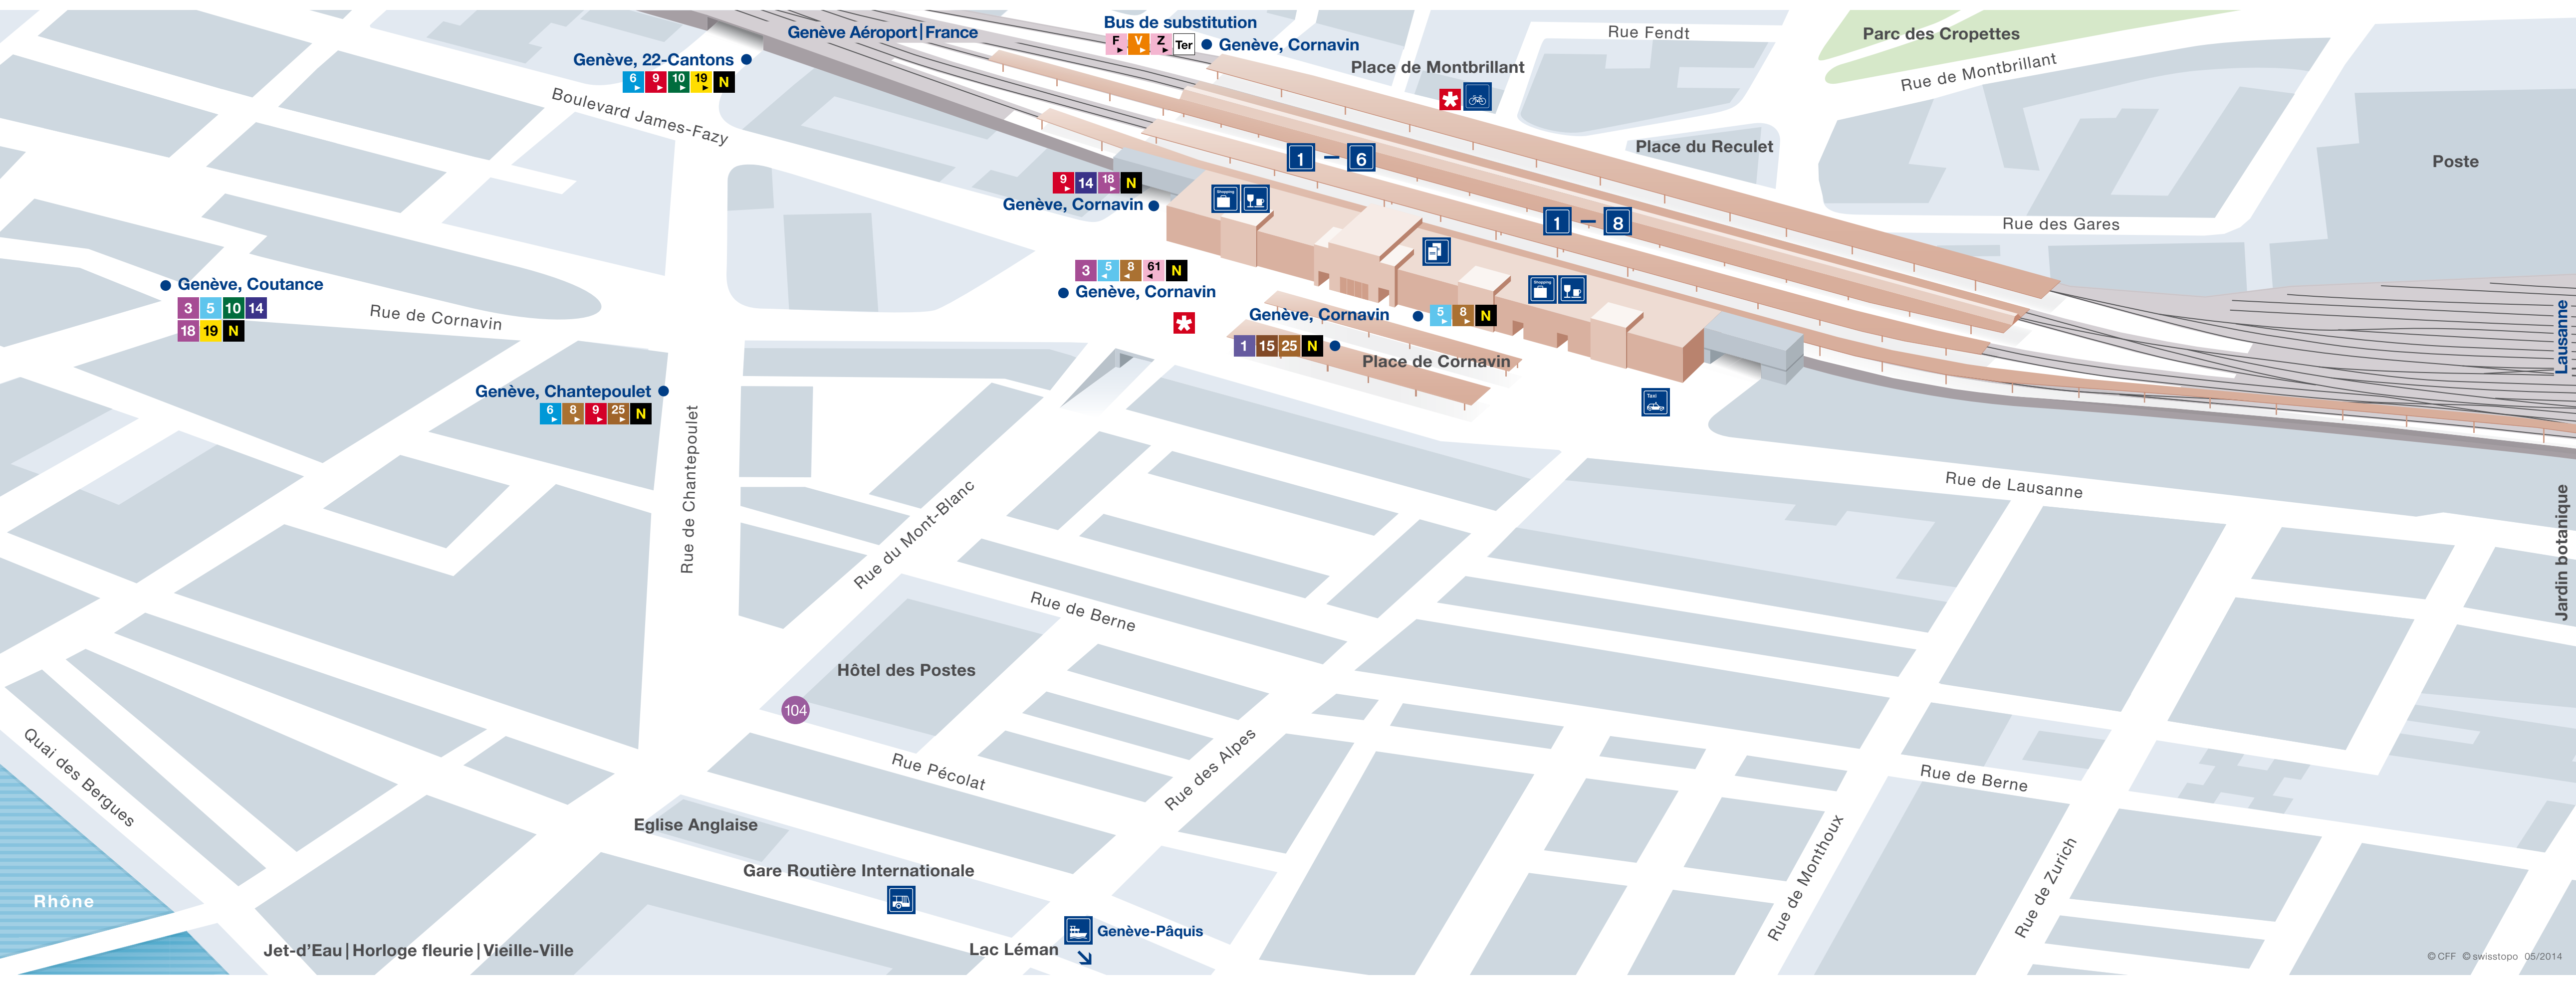 Genève Aéroport|France
Bus de substitution
F V Z Ter
Genève, Cornavin
Rue Fendt
Parc des Cropettes
Genève, 22-Cantons
6 9 10 19 N
Place de Montbrillant
Rue de Montbrillant
Boulevard James-Fazy
Place du Reculet
1 – 6
Poste
9 14 18 N
Genève, Cornavin
Shopping
1 – 8
Rue des Gares
3 5 8 61 N
Genève, Cornavin
Shopping
Genève, Coutance
3 5 10 14
18 19 N
Rue de Cornavin
Genève, Cornavin
5 8 N
1 15 25 N
Place de Cornavin
Lausanne
Genève, Chantepoulet
6 8 9 25 N
Taxi
Rue de Chantepoulet
Rue du Mont-Blanc
Rue de Lausanne
Jardin botanique
Rue de Berne
Hôtel des Postes
104
Quai des Bergues
Rue Pécolat
Rue des Alpes
Rue de Berne
Eglise Anglaise
Rue de Monthoux
Rue de Zurich
Gare Routière Internationale
Rhône
Genève-Pâquis
Lac Léman
Jet-d’Eau|Horloge fleurie|Vieille-Ville
© CFF © swisstopo 05/2014